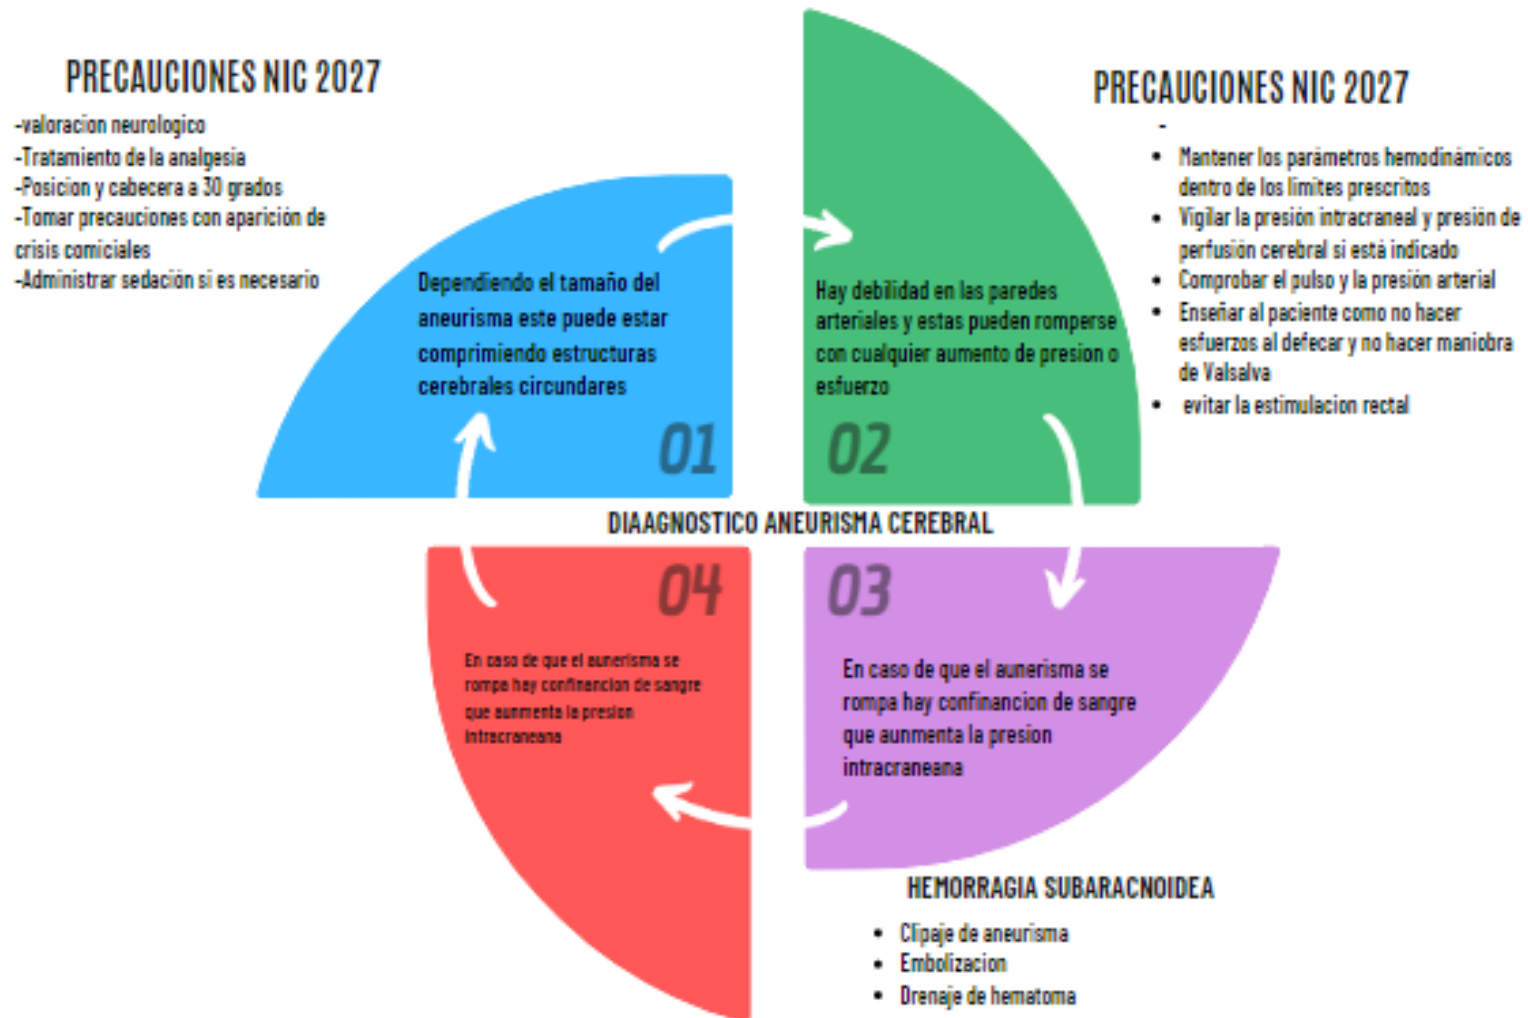 PRECAUCIONES NIC 2027
-valoracion neurologico
-Tratamiento de la analgesia
-Posicion y cabecera a 30 grados
-Tomar precauciones con aparición de
crisis comiciales
-Administrar sedación si es necesario
PRECAUCIONES NIC 2027
-
• Mantener los parámetros hemodinámicos
dentro de los limites prescritos
• Vigilar la presión intracraneal y presión de
perfusión cerebral si está indicado
• Comprobar el pulso y la presión arterial
• Enseñar al paciente como no hacer
esfuerzos al defecar y no hacer maniobra
de Valsalva
• evitar la estimulacion rectal
Dependiendo el tamaño del
aneurisma este puede estar
comprimiendo estructuras
cerebrales circundares
01
Hay debilidad en las paredes
arteriales y estas pueden romperse
con cualquier aumento de presion o
esfuerzo
02
DIAAGNOSTICO ANEURISMA CEREBRAL
03
En caso de que el aunerisma se
rompa hay confinancion de sangre
que aunmenta la presion
intracraneana
04
En caso de que el aunerisma se
rompa hay confinancion de sangre
que aunmenta la presion
intracraneana
HEMORRAGIA SUBARACNOIDEA
• Clipaje de aneurisma
• Embolizacion
• Drenaje de hematoma